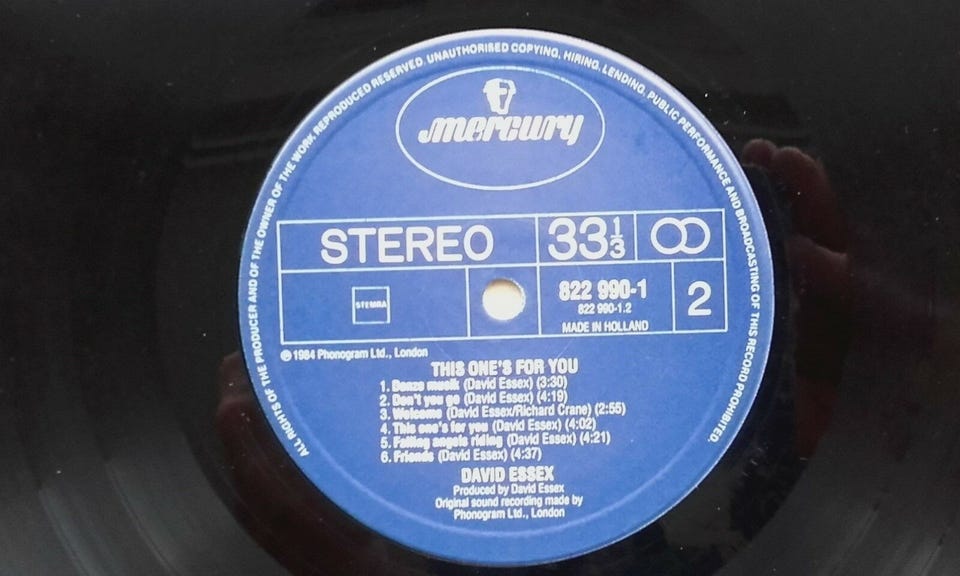 ALL RIGHTS OF THE PRODUCER AND OF THE OWNER OF THE WORK REPRODUCED RESERVED. UNAUTHORISED COPYING, HIRING, LENDING, PUBLIC PERFORMANCE AND BROADCASTING OF THIS RECORD PROHIBITED.
mercury
STEREO 33 1/3
STEMRA
822 990-1
822 990-1.2
MADE IN HOLLAND
2
℗ 1984 Phonogram Ltd., London
THIS ONE'S FOR YOU
1. Danze musik (David Essex) (3:30)
2. Don't you go (David Essex) (4:19)
3. Welcome (David Essex/Richard Crane) (2:55)
4. This one's for you (David Essex) (4:02)
5. Falling angels riding (David Essex) (4:21)
6. Friends (David Essex) (4:37)
DAVID ESSEX
Produced by David Essex
Original sound recording made by
Phonogram Ltd., London